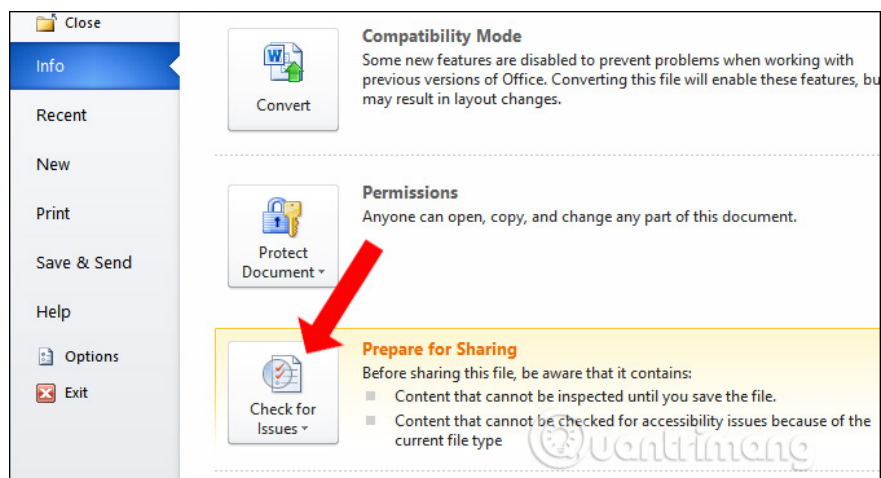 Close
Info
Recent
New
Print
Save & Send
Help
Options
Exit
Convert
Compatibility Mode
Some new features are disabled to prevent problems when working with
previous versions of Office. Converting this file will enable these features, bu
may result in layout changes.
Protect
Document
Permissions
Anyone can open, copy, and change any part of this document.
Check for
Issues
Prepare for Sharing
Before sharing this file, be aware that it contains:
Content that cannot be inspected until you save the file.
Content that cannot be checked for accessibility issues because of the
current file type
Quantrimang